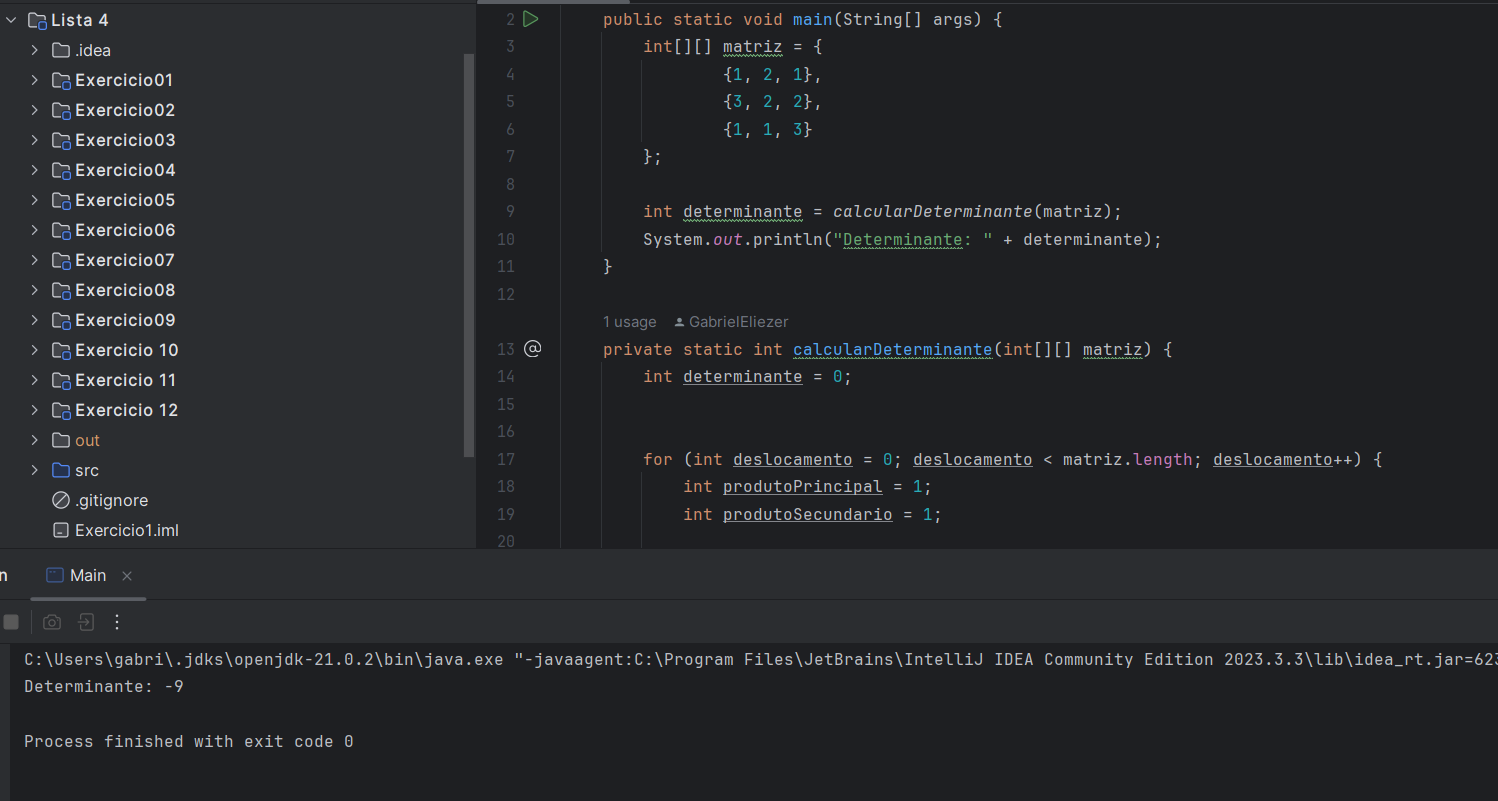 Lista 4
.idea
Exercicio01
Exercicio02
Exercicio03
Exercicio04
Exercicio05
Exercicio06
Exercicio07
Exercicio08
Exercicio09
Exercicio 10
Exercicio 11
Exercicio 12
out
src
.gitignore
Exercicio1.iml
2 public static void main(String[] args) {
3 int[][] matriz = {
4 {1, 2, 1},
5 {3, 2, 2},
6 {1, 1, 3}
7 };
8
9 int determinante = calcularDeterminante(matriz);
10 System.out.println("Determinante: " + determinante);
11 }
12
1 usage GabrielEliezer
13 @ private static int calcularDeterminante(int[][] matriz) {
14 int determinante = 0;
15
16
17 for (int deslocamento = 0; deslocamento < matriz.length; deslocamento++) {
18 int produtoPrincipal = 1;
19 int produtoSecundario = 1;
20
n Main
C:\Users\gabri\.jdks\openjdk-21.0.2\bin\java.exe "-javaagent:C:\Program Files\JetBrains\IntelliJ IDEA Community Edition 2023.3.3\lib\idea_rt.jar=623
Determinante: -9
Process finished with exit code 0